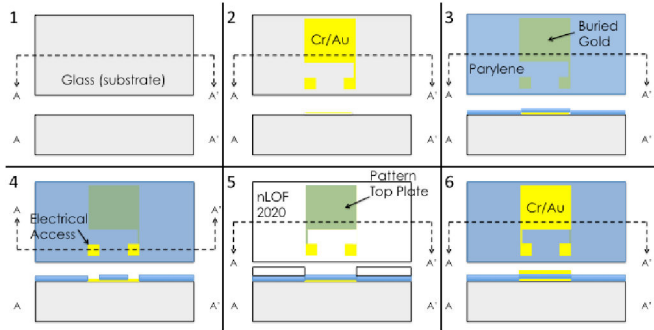 1
Glass (substrate)
A A'
A A'
2
Cr/Au
A A'
A A'
3
Buried
Gold
Parylene
A A'
A A'
4
A A'
Electrical
Access
A A'
5
nLOF
2020
Pattern
Top Plate
A A'
A A'
6
Cr/Au
A A'
A A'